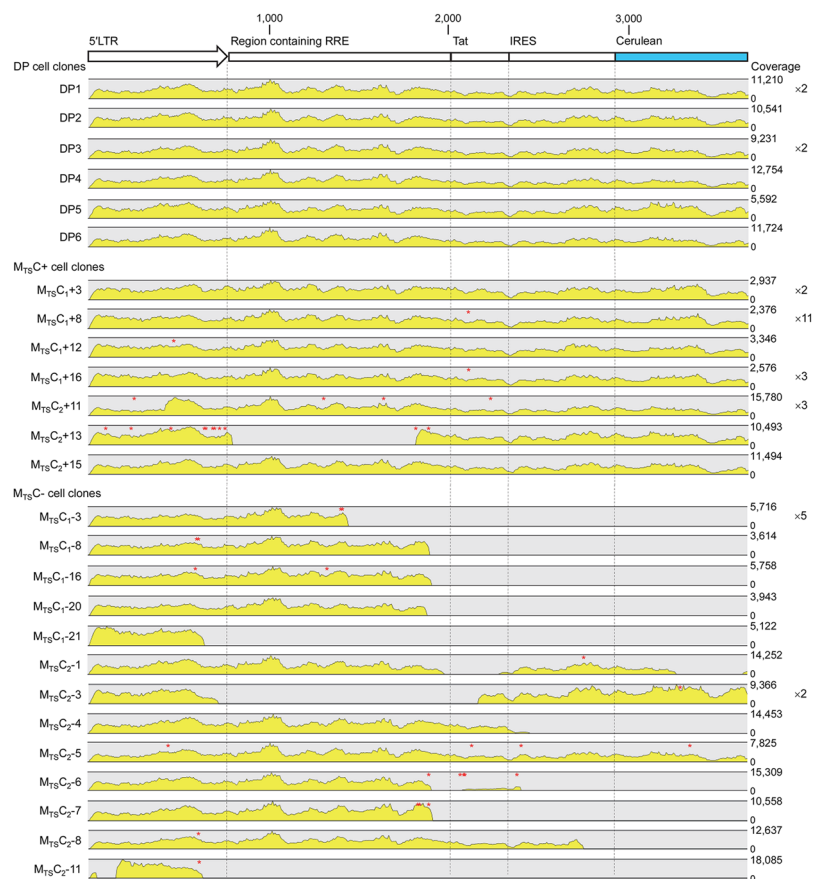 1,000 2,000 3,000
5′LTR Region containing RRE Tat IRES Cerulean
DP cell clones Coverage
DP1 11,210 0 ×2
DP2 10,541 0
DP3 9,231 0 ×2
DP4 12,754 0
DP5 5,592 0
DP6 11,724 0
MTSC+ cell clones
MTSC1+3 2,937 0 ×2
MTSC1+8 * 2,376 0 ×11
MTSC1+12 * 3,346 0
MTSC1+16 * 2,576 0 ×3
MTSC2+11 * * * * 15,780 0 ×3
MTSC2+13 * * * ** ** * * * * 10,493 0
MTSC2+15 11,494 0
MTSC- cell clones
MTSC1-3 ** 5,716 0 ×5
MTSC1-8 ** 3,614 0
MTSC1-16 * * 5,758 0
MTSC1-20 3,943 0
MTSC1-21 5,122 0
MTSC2-1 * 14,252 0
MTSC2-3 * 9,366 0 ×2
MTSC2-4 14,453 0
MTSC2-5 * * * * 7,825 0
MTSC2-6 * *** * 15,309 0
MTSC2-7 *** * 10,558 0
MTSC2-8 * 12,637 0
MTSC2-11 * 18,085 0